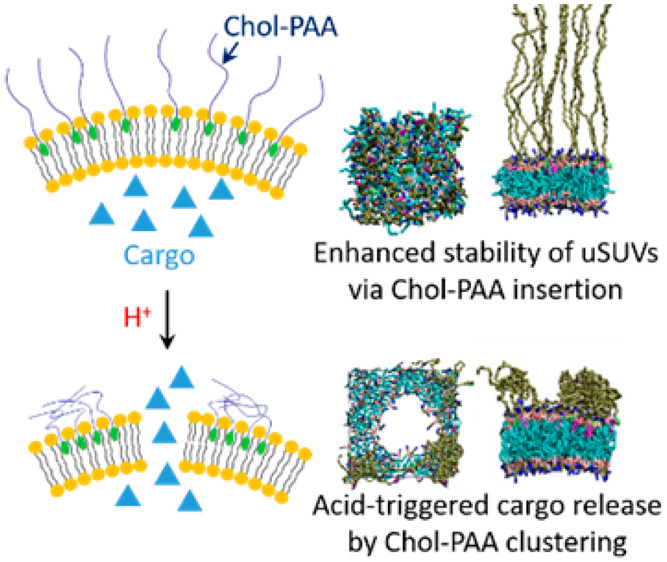 Chol-PAA
Cargo
Enhanced stability of uSUVs
via Chol-PAA insertion
H⁺
Acid-triggered cargo release
by Chol-PAA clustering